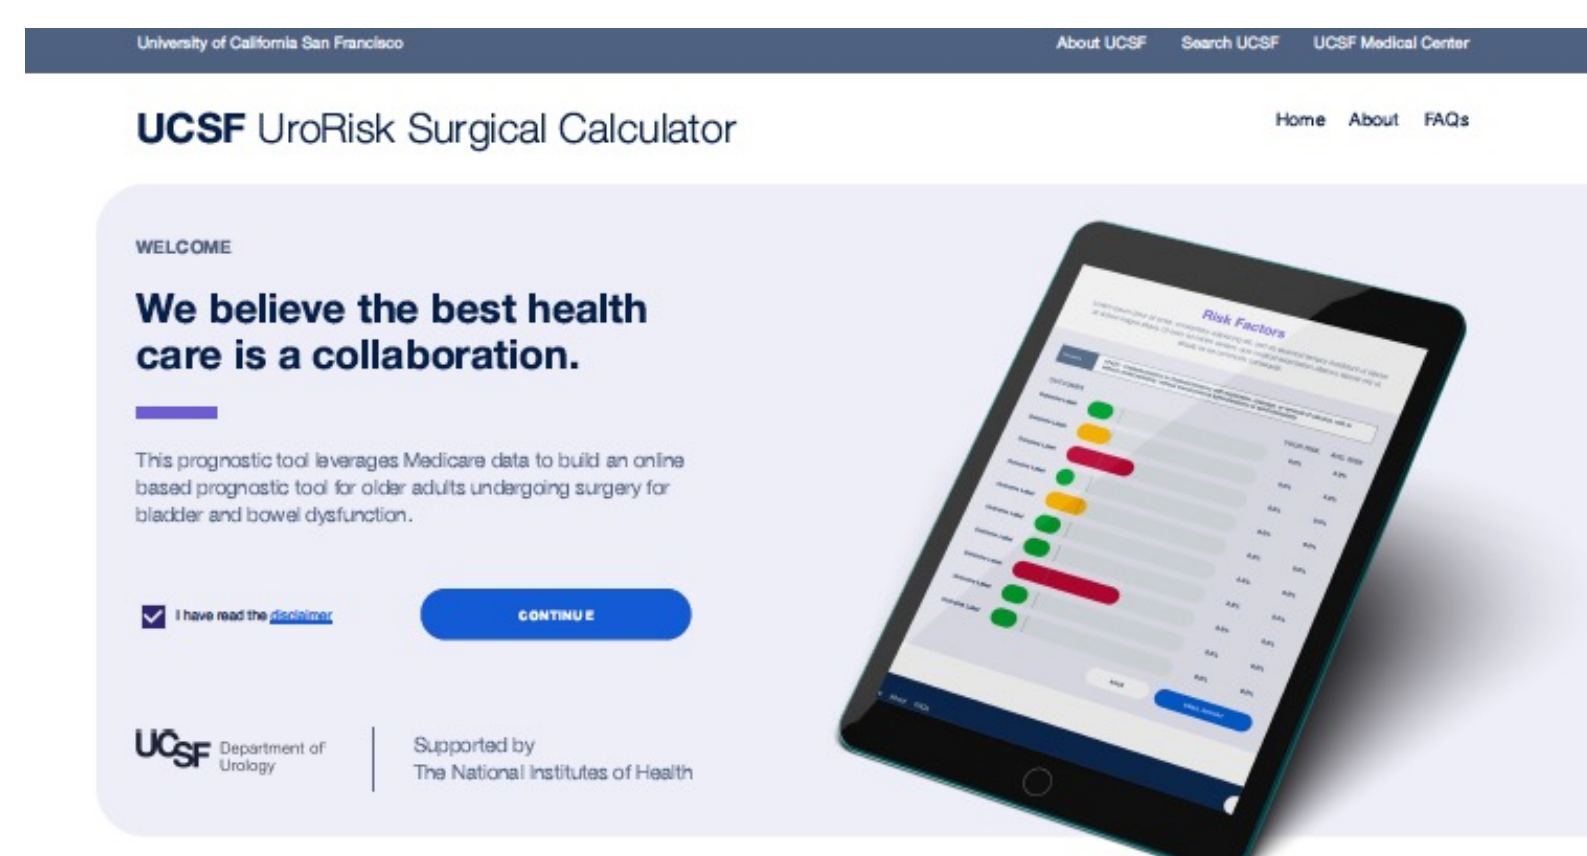 University of California San Francisco
About UCSF Search UCSF UCSF Medical Center
UCSF UroRisk Surgical Calculator
Home About FAQs
WELCOME
We believe the best health
care is a collaboration.
This prognostic tool leverages Medicare data to build an online
based prognostic tool for older adults undergoing surgery for
bladder and bowel dysfunction.
I have read the disclaimer
CONTINUE
UCSF Department of
Urology
Supported by
The National Institutes of Health
Risk Factors